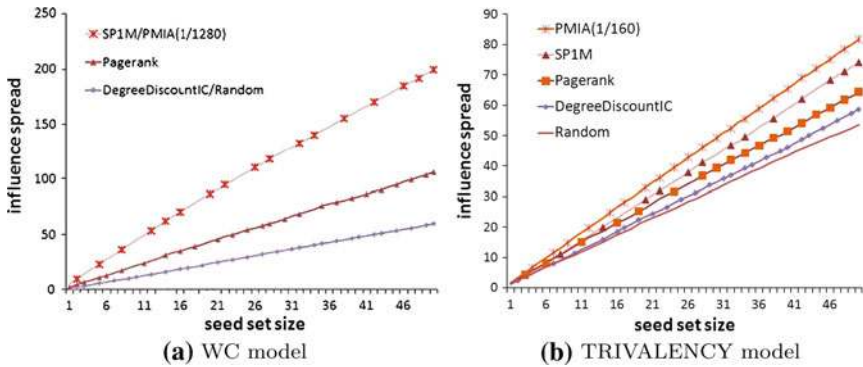 250
200
150
100
50
0
influence spread
SP1M/PMIA(1/1280)
Pagerank
DegreeDiscountIC/Random
1 6 11 16 21 26 31 36 41 46
seed set size
(a) WC model
90
80
70
60
50
40
30
20
10
0
influence spread
PMIA(1/160)
SP1M
Pagerank
DegreeDiscountIC
Random
1 6 11 16 21 26 31 36 41 46
seed set size
(b) TRIVALENCY model